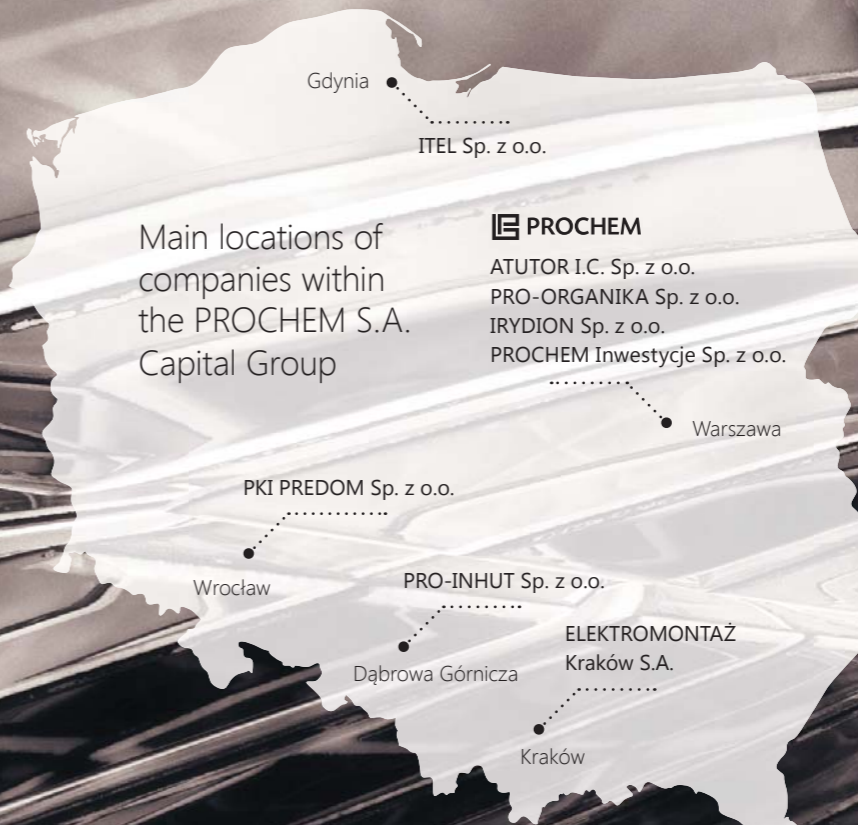 Gdynia
ITEL Sp. z o.o.
Main locations of
companies within
the PROCHEM S.A.
Capital Group
PROCHEM
ATUTOR I.C. Sp. z o.o.
PRO-ORGANIKA Sp. z o.o.
IRYDION Sp. z o.o.
PROCHEM Inwestycje Sp. z o.o.
Warszawa
PKI PREDOM Sp. z o.o.
Wrocław
PRO-INHUT Sp. z o.o.
Dąbrowa Górnicza
ELEKTROMONTAŻ
Kraków S.A.
Kraków